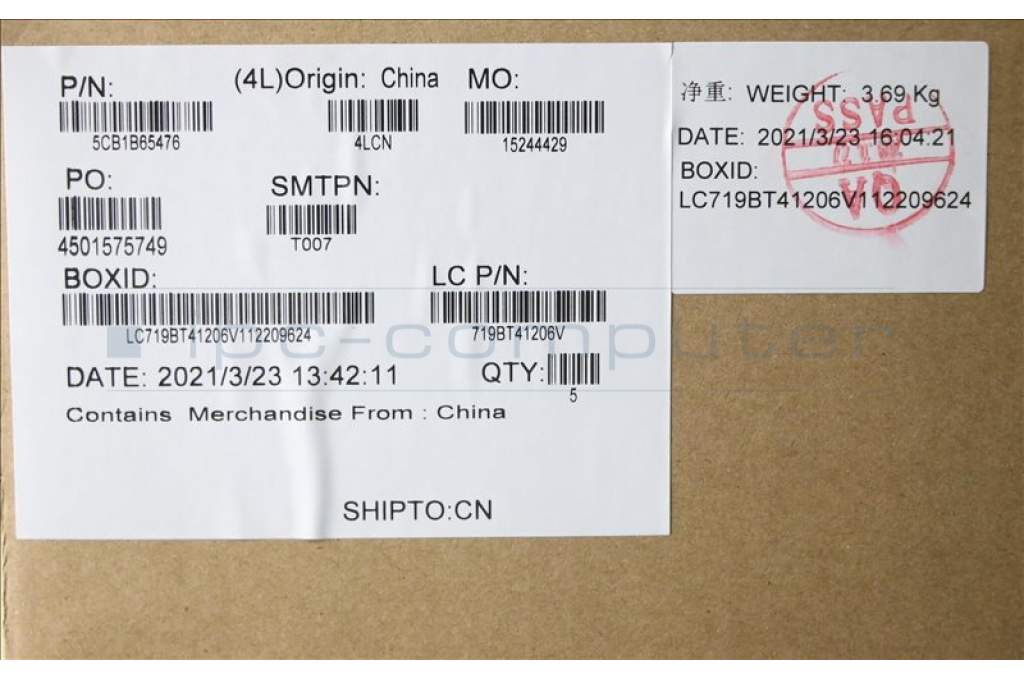 P/N: (4L)Origin: China MO:
5CB1B65476 4LCN 15244429
PO: SMTPN:
4501575749 T007
BOXID: LC P/N:
LC719BT41206V112209624 719BT41206V
DATE: 2021/3/23 13:42:11 QTY:
5
Contains Merchandise From : China
SHIPTO:CN
净重: WEIGHT: 3.69 Kg
DATE: 2021/3/23 16:04:21
BOXID:
LC719BT41206V112209624
QA
PASS
ipc-computer